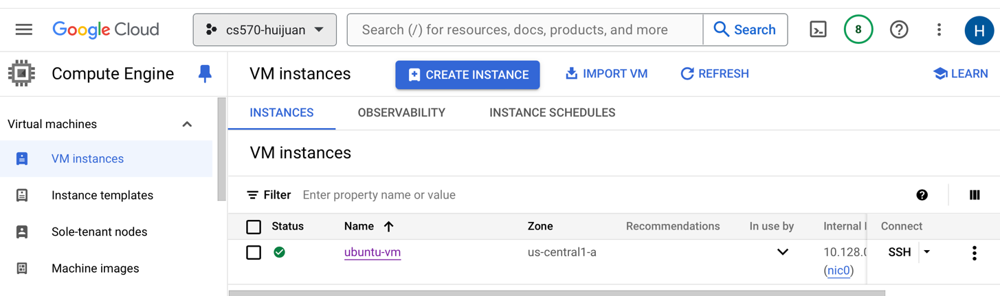 Google Cloud
cs570-huijuan
Search (/) for resources, docs, products, and more
Search
8
H
Compute Engine
VM instances
CREATE INSTANCE
IMPORT VM
REFRESH
LEARN
Virtual machines
VM instances
Instance templates
Sole-tenant nodes
Machine images
INSTANCES
OBSERVABILITY
INSTANCE SCHEDULES
VM instances
Filter
Enter property name or value
Status
Name
Zone
Recommendations
In use by
Internal
Connect
ubuntu-vm
us-central1-a
10.128.0
(nic0)
SSH